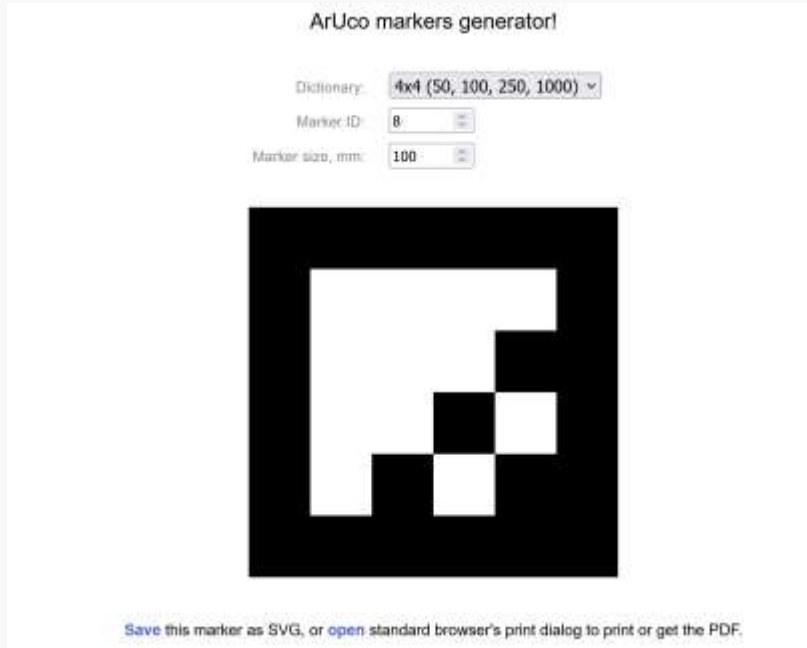 ArUco markers generator!
Dictionary: 4x4 (50, 100, 250, 1000)
Marker ID: 8
Marker size, mm: 100
Save this marker as SVG, or open standard browser's print dialog to print or get the PDF.